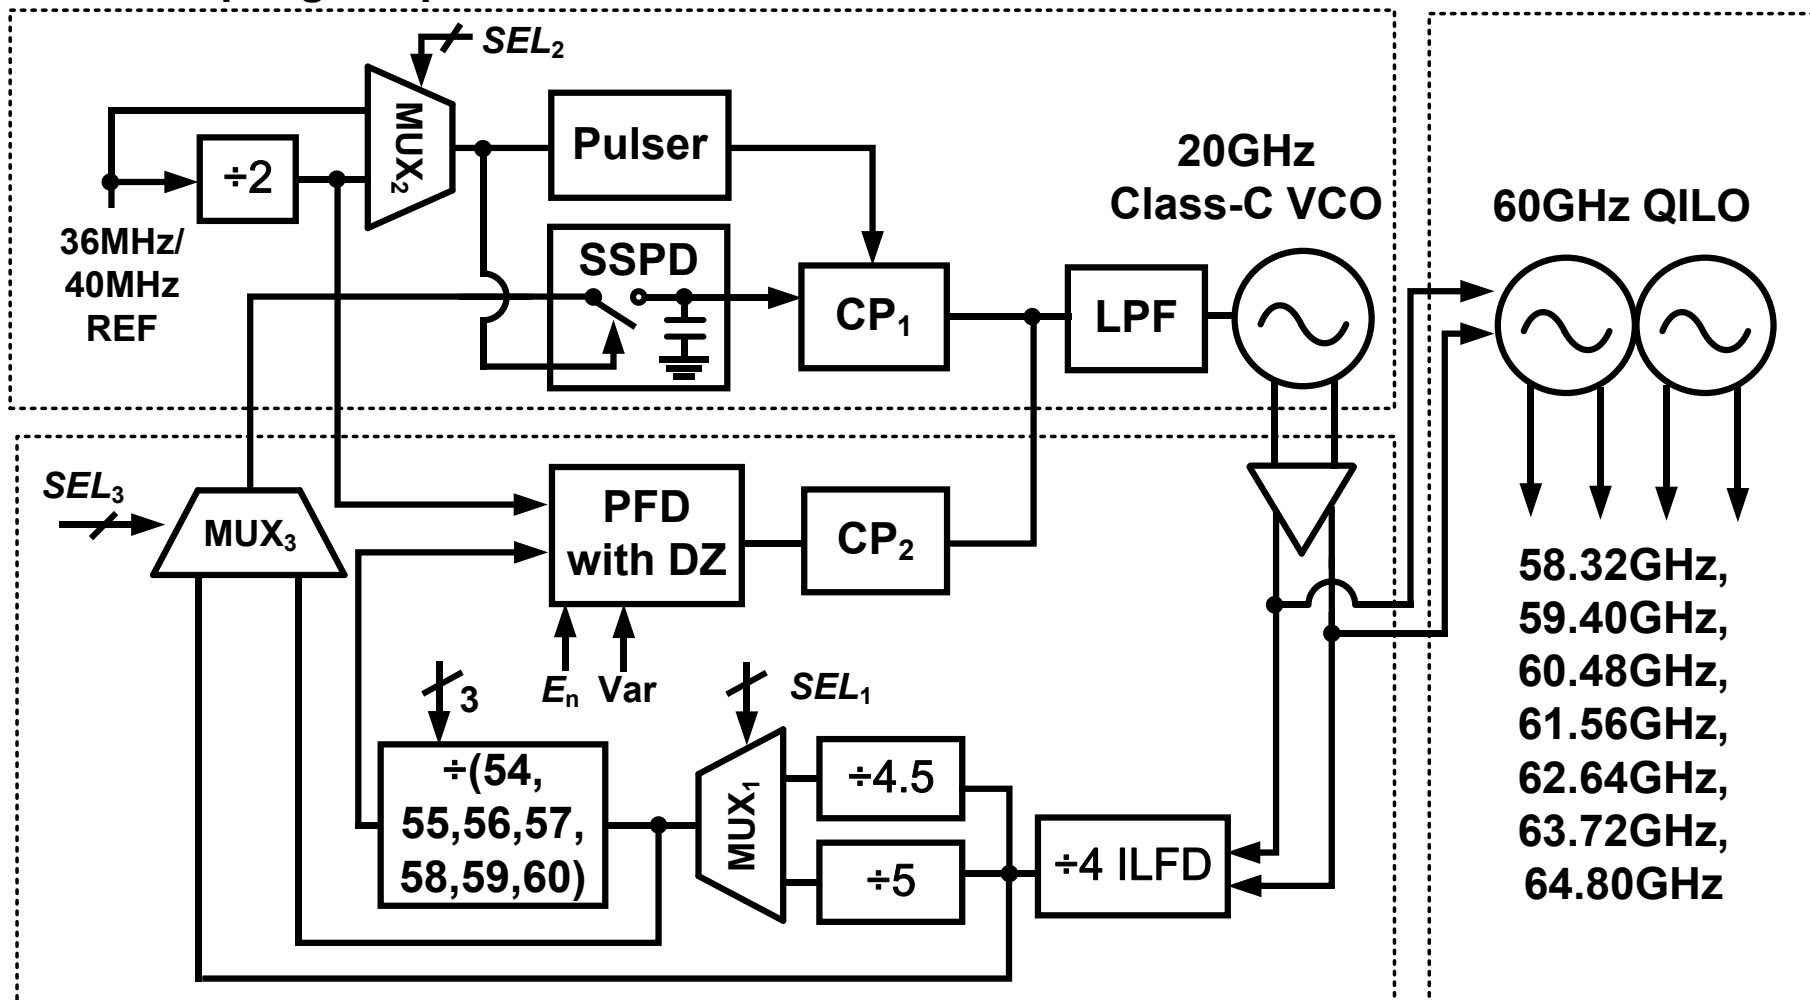 SEL2
MUX2
Pulser
÷2
36MHz/
40MHz
REF
SSPD
CP1
LPF
20GHz
Class-C VCO
60GHz QILO
SEL3
MUX3
PFD
with DZ
CP2
En Var
3
SEL1
÷(54,
55,56,57,
58,59,60)
MUX1
÷4.5
÷5
÷4 ILFD
58.32GHz,
59.40GHz,
60.48GHz,
61.56GHz,
62.64GHz,
63.72GHz,
64.80GHz